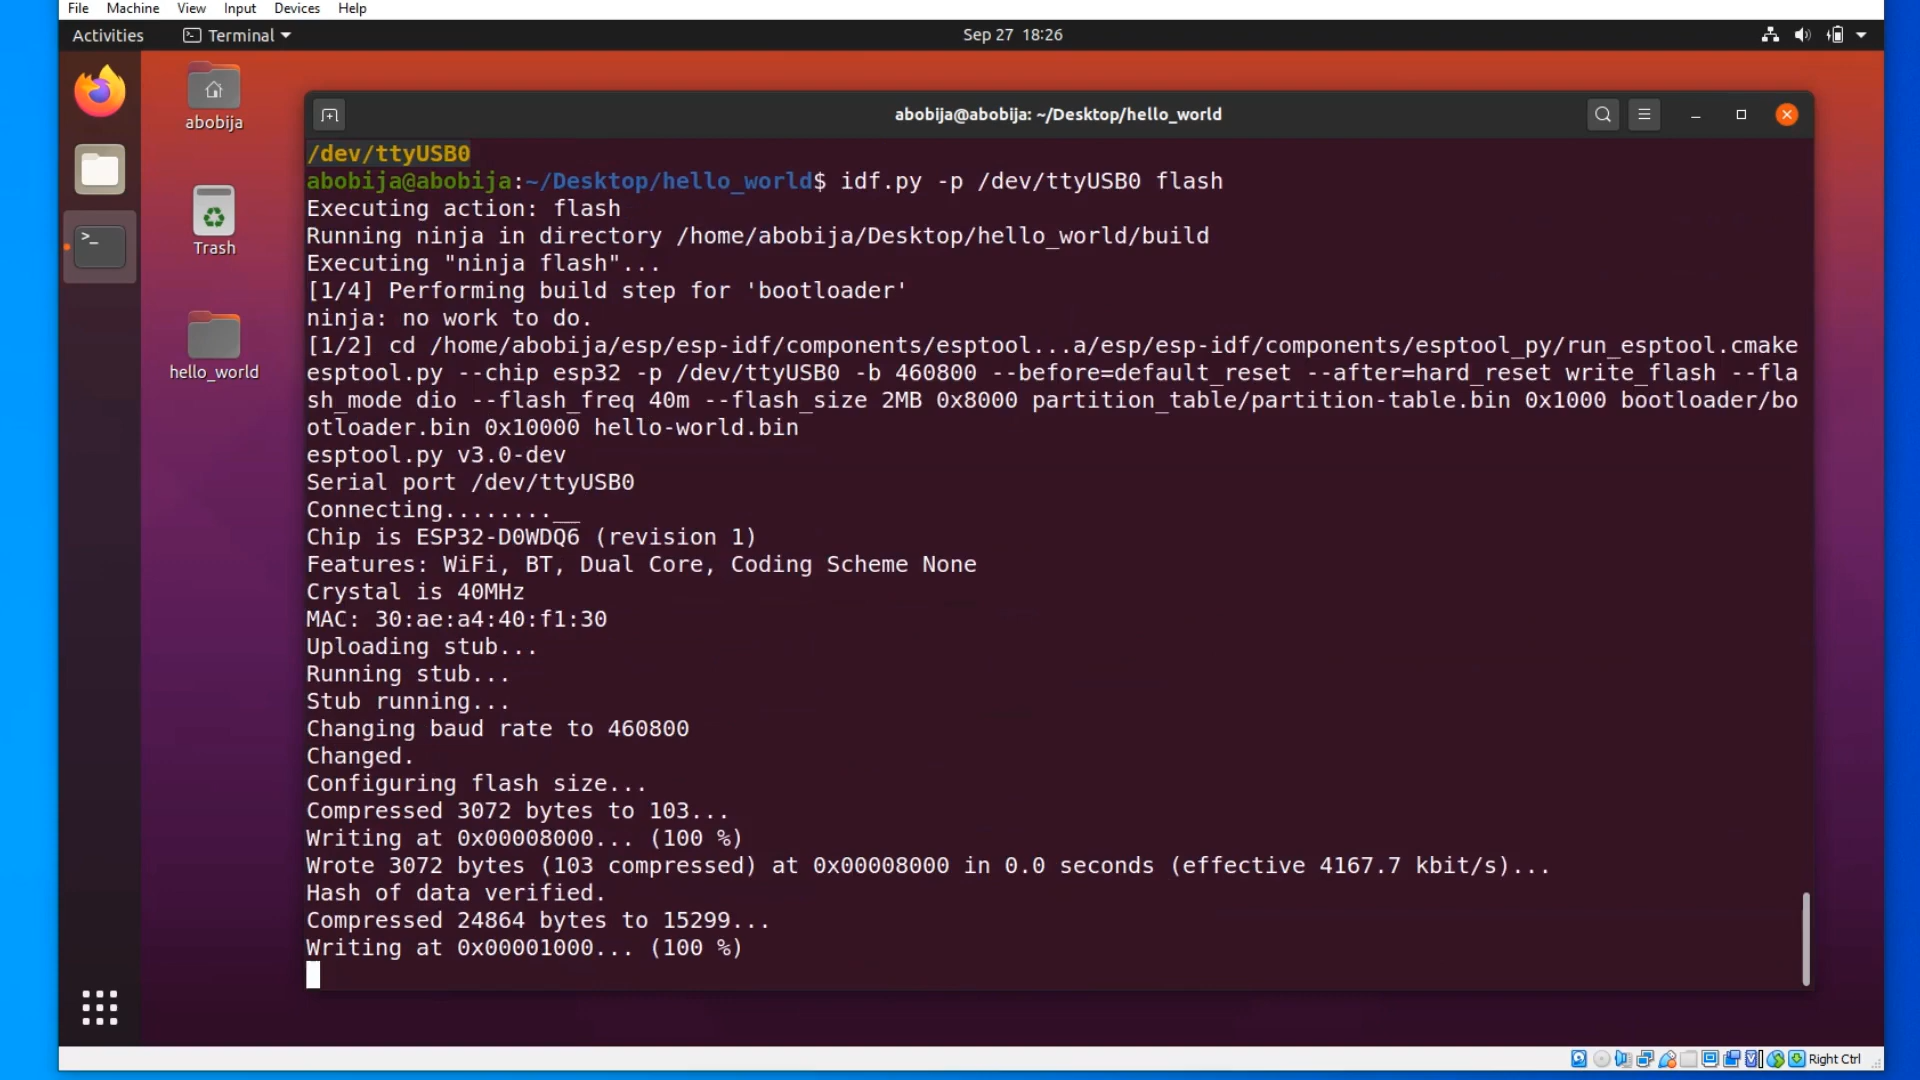 File Machine View Input Devices Help
Activities Terminal Sep 27 18:26
abobija
Trash
hello_world
abobija@abobija: ~/Desktop/hello_world
/dev/ttyUSB0
abobija@abobija:~/Desktop/hello_world$ idf.py -p /dev/ttyUSB0 flash
Executing action: flash
Running ninja in directory /home/abobija/Desktop/hello_world/build
Executing "ninja flash"...
[1/4] Performing build step for 'bootloader'
ninja: no work to do.
[1/2] cd /home/abobija/esp/esp-idf/components/esptool...a/esp/esp-idf/components/esptool_py/run_esptool.cmake
esptool.py --chip esp32 -p /dev/ttyUSB0 -b 460800 --before=default_reset --after=hard_reset write_flash --fla
sh_mode dio --flash_freq 40m --flash_size 2MB 0x8000 partition_table/partition-table.bin 0x1000 bootloader/bo
otloader.bin 0x10000 hello-world.bin
esptool.py v3.0-dev
Serial port /dev/ttyUSB0
Connecting........__
Chip is ESP32-D0WDQ6 (revision 1)
Features: WiFi, BT, Dual Core, Coding Scheme None
Crystal is 40MHz
MAC: 30:ae:a4:40:f1:30
Uploading stub...
Running stub...
Stub running...
Changing baud rate to 460800
Changed.
Configuring flash size...
Compressed 3072 bytes to 103...
Writing at 0x00008000... (100 %)
Wrote 3072 bytes (103 compressed) at 0x00008000 in 0.0 seconds (effective 4167.7 kbit/s)...
Hash of data verified.
Compressed 24864 bytes to 15299...
Writing at 0x00001000... (100 %)
Right Ctrl